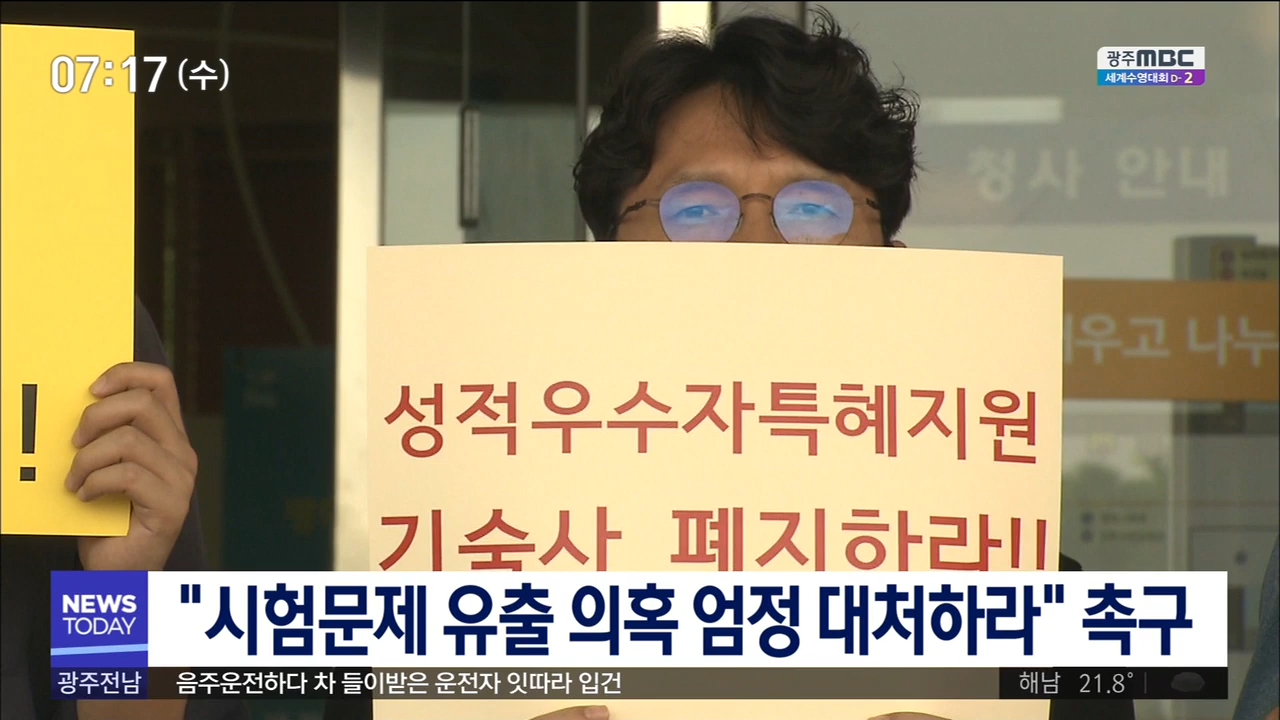 07:17 (수)
광주MBC
세계수영대회 D-2
청사 안내
배우고 나누
!
성적우수자특혜지원
기숙사 폐지하라!!
NEWS
TODAY
"시험문제 유출 의혹 엄정 대처하라" 촉구
광주전남
음주운전하다 차 들이받은 운전자 잇따라 입건
해남 21.8°